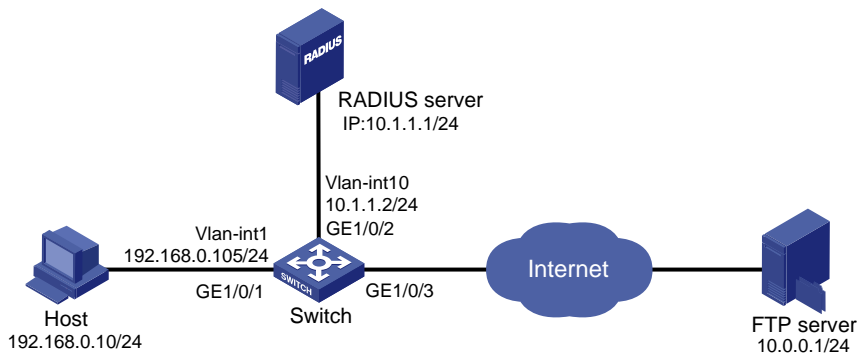 RADIUS
RADIUS server
IP:10.1.1.1/24
Vlan-int10
10.1.1.2/24
GE1/0/2
Vlan-int1
192.168.0.105/24
GE1/0/1
SWITCH
Switch
GE1/0/3
Internet
Host
192.168.0.10/24
FTP server
10.0.0.1/24